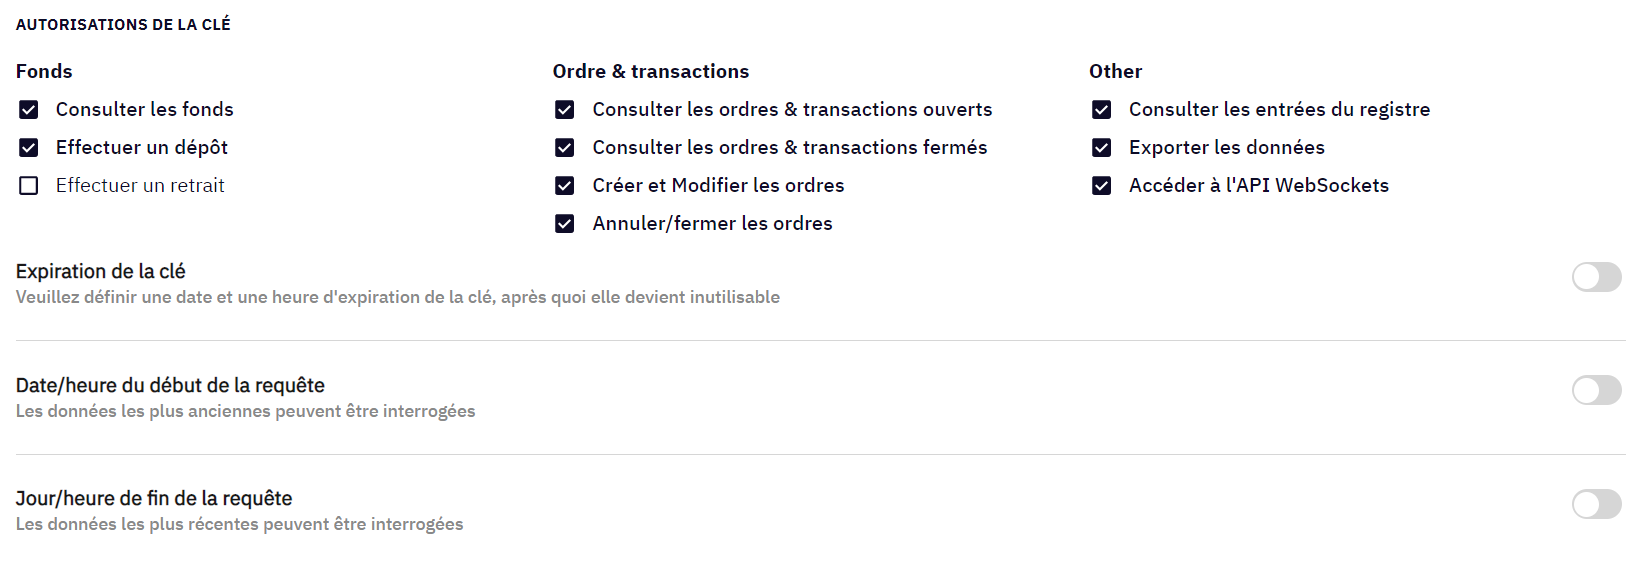 AUTORISATIONS DE LA CLÉ
Fonds
Consulter les fonds
Effectuer un dépôt
Effectuer un retrait
Ordre & transactions
Consulter les ordres & transactions ouverts
Consulter les ordres & transactions fermés
Créer et Modifier les ordres
Annuler/fermer les ordres
Other
Consulter les entrées du registre
Exporter les données
Accéder à l'API WebSockets
Expiration de la clé
Veuillez définir une date et une heure d'expiration de la clé, après quoi elle devient inutilisable
Date/heure du début de la requête
Les données les plus anciennes peuvent être interrogées
Jour/heure de fin de la requête
Les données les plus récentes peuvent être interrogées